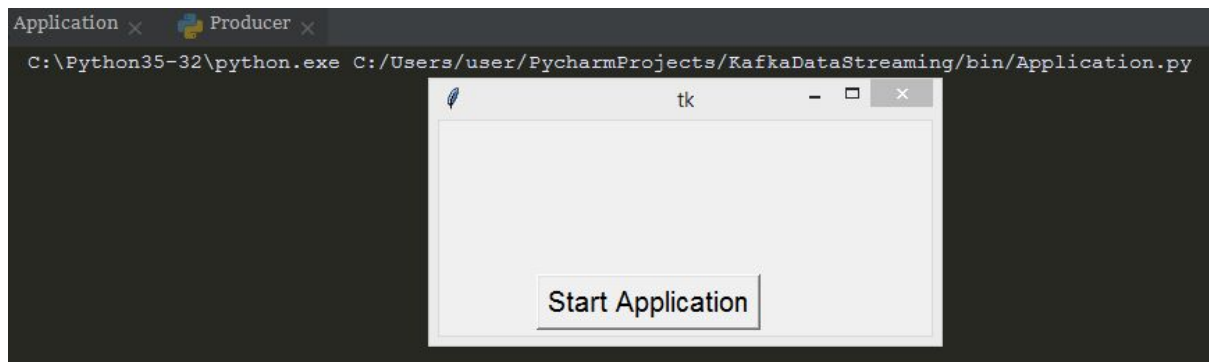 Application Producer
C:\Python35-32\python.exe C:/Users/user/PycharmProjects/KafkaDataStreaming/bin/Application.py
tk
Start Application